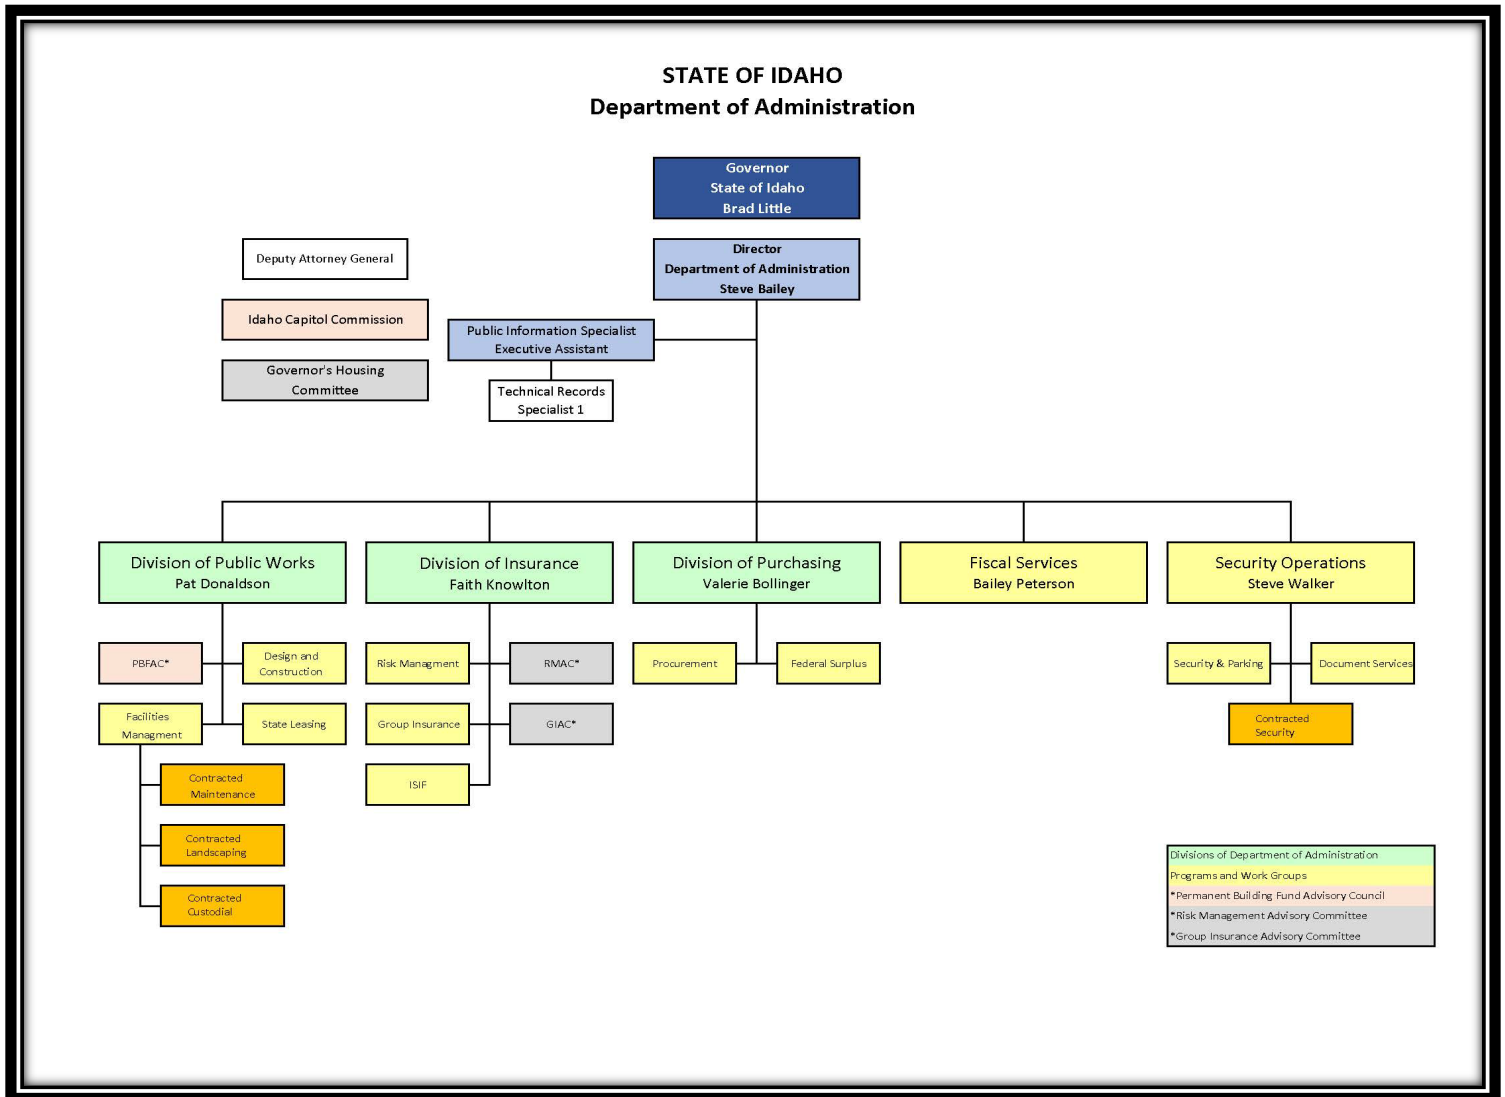 STATE OF IDAHO
Department of Administration
Governor
State of Idaho
Brad Little
Director
Department of Administration
Steve Bailey
Deputy Attorney General
Idaho Capitol Commission
Governor's Housing
Committee
Public Information Specialist
Executive Assistant
Technical Records
Specialist 1
Division of Public Works
Pat Donaldson
Division of Insurance
Faith Knowlton
Division of Purchasing
Valerie Bollinger
Fiscal Services
Bailey Peterson
Security Operations
Steve Walker
PBFAC*
Design and
Construction
Facilities
Managment
State Leasing
Contracted
Maintenance
Contracted
Landscaping
Contracted
Custodial
Risk Managment
RMAC*
Group Insurance
GIAC*
ISIF
Procurement
Federal Surplus
Security & Parking
Document Services
Contracted
Security
Divisions of Department of Administration
Programs and Work Groups
*Permanent Building Fund Advisory Council
*Risk Management Advisory Committee
*Group Insurance Advisory Committee